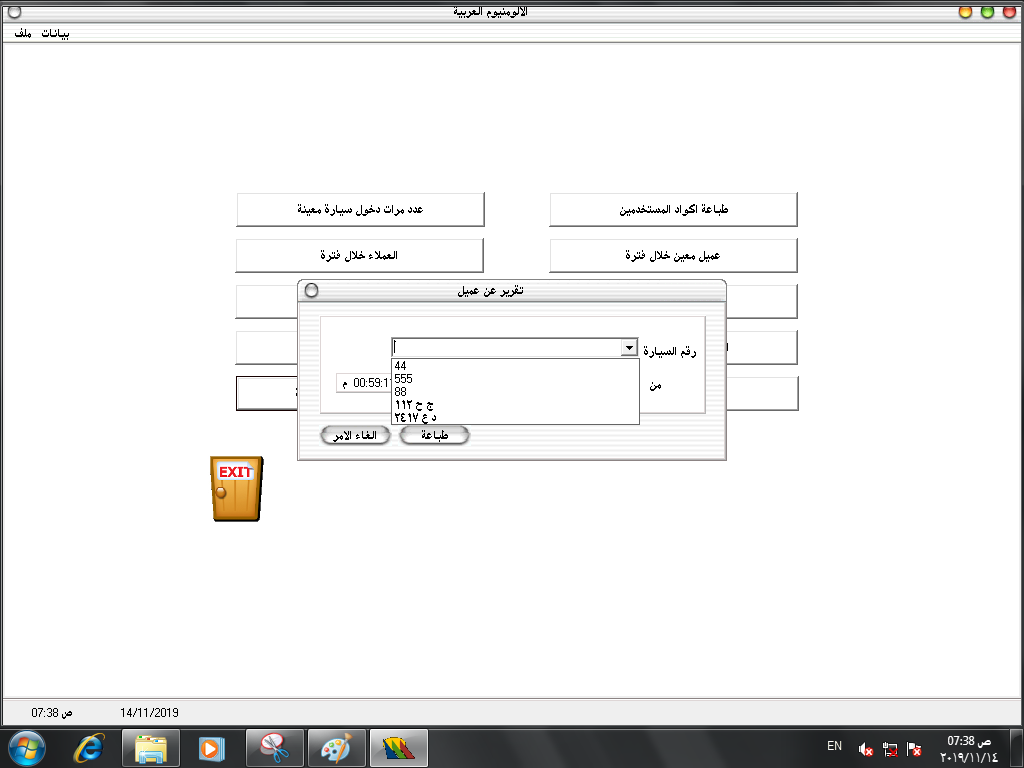 الالومنيوم العربية
ملف بيانات
طباعة اكواد المستخدمين
عدد مرات دخول سيارة معينة
عميل معين خلال فترة
العملاء خلال فترة
تقرير عن عميل
رقم السيارة
44
555
88
ج ح ١١٢
د ع ٢٤١٧
من
م 00:59:1
طباعة
الغاء الامر
EXIT
07:38 ص
14/11/2019
EN
07:38 ص
٢٠١٩/١١/١٤